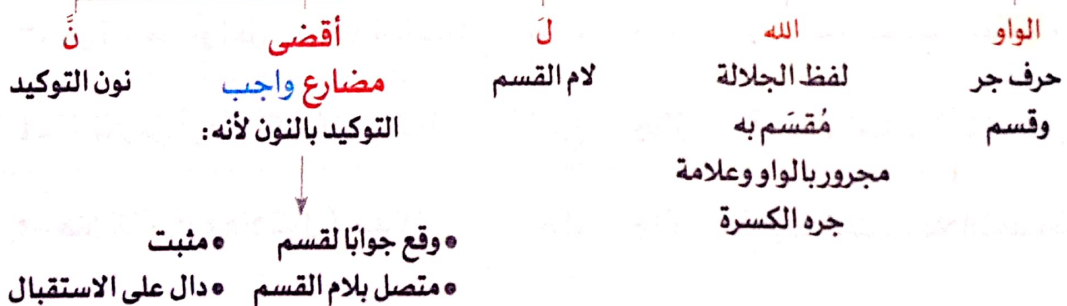 الواو
حرف جر
وقسم
الله
لفظ الجلالة
مُقسَم به
مجرور بالواو وعلامة
جره الكسرة
لَ
لام القسم
أقضى
مضارع واجب
التوكيد بالنون لأنه:
نَّ
نون التوكيد
• وقع جوابًا لقسم • مثبت
• متصل بلام القسم • دال على الاستقبال